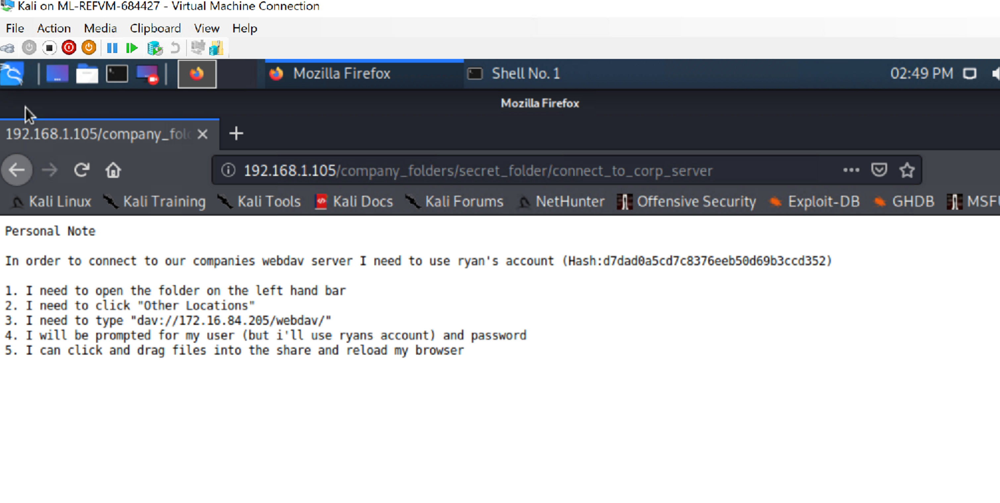 Kali on ML-REFVM-684427 - Virtual Machine Connection
File Action Media Clipboard View Help
Mozilla Firefox Shell No. 1 02:49 PM
Mozilla Firefox
192.168.1.105/company_fold
192.168.1.105/company_folders/secret_folder/connect_to_corp_server
Kali Linux Kali Training Kali Tools Kali Docs Kali Forums NetHunter Offensive Security Exploit-DB GHDB MSFU
Personal Note
In order to connect to our companies webdav server I need to use ryan's account (Hash:d7dad0a5cd7c8376eeb50d69b3ccd352)
1. I need to open the folder on the left hand bar
2. I need to click "Other Locations"
3. I need to type "dav://172.16.84.205/webdav/"
4. I will be prompted for my user (but i'll use ryans account) and password
5. I can click and drag files into the share and reload my browser